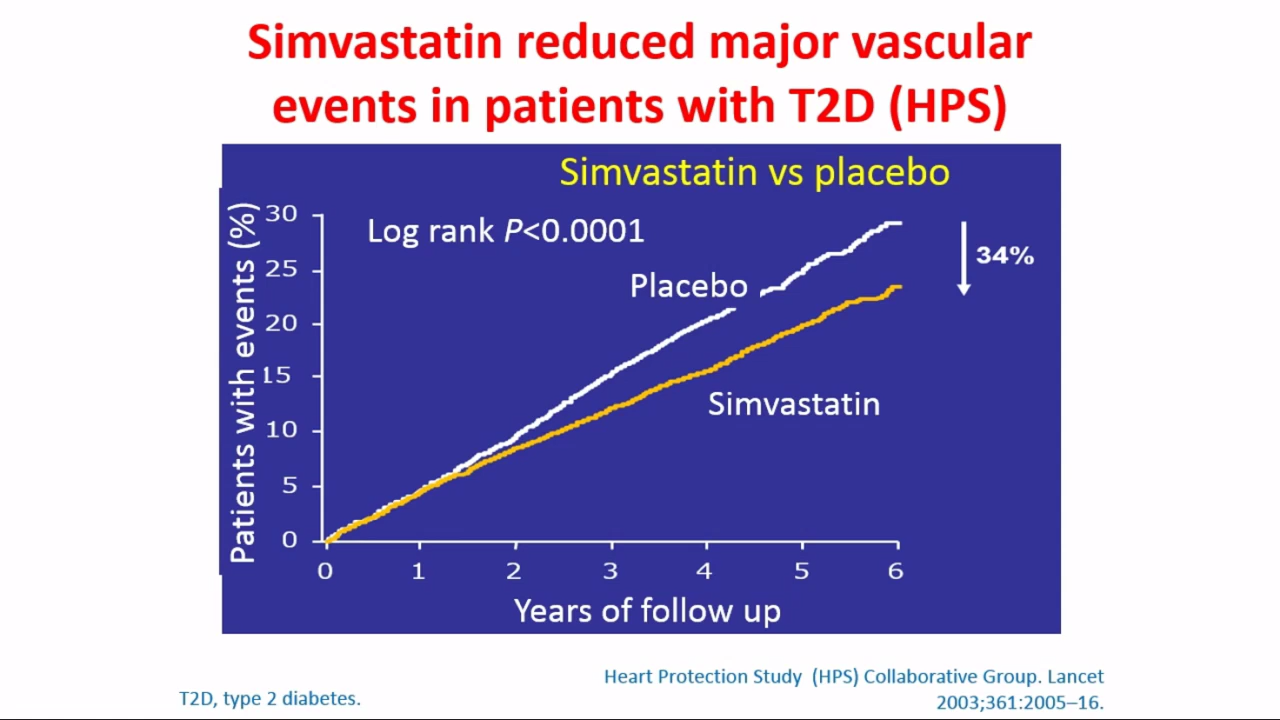 Simvastatin reduced major vascular
events in patients with T2D (HPS)
Simvastatin vs placebo
Patients with events (%)
30
25
20
15
10
5
0
Log rank P<0.0001
Placebo
34%
Simvastatin
0 1 2 3 4 5 6
Years of follow up
Heart Protection Study (HPS) Collaborative Group. Lancet
2003;361:2005–16.
T2D, type 2 diabetes.